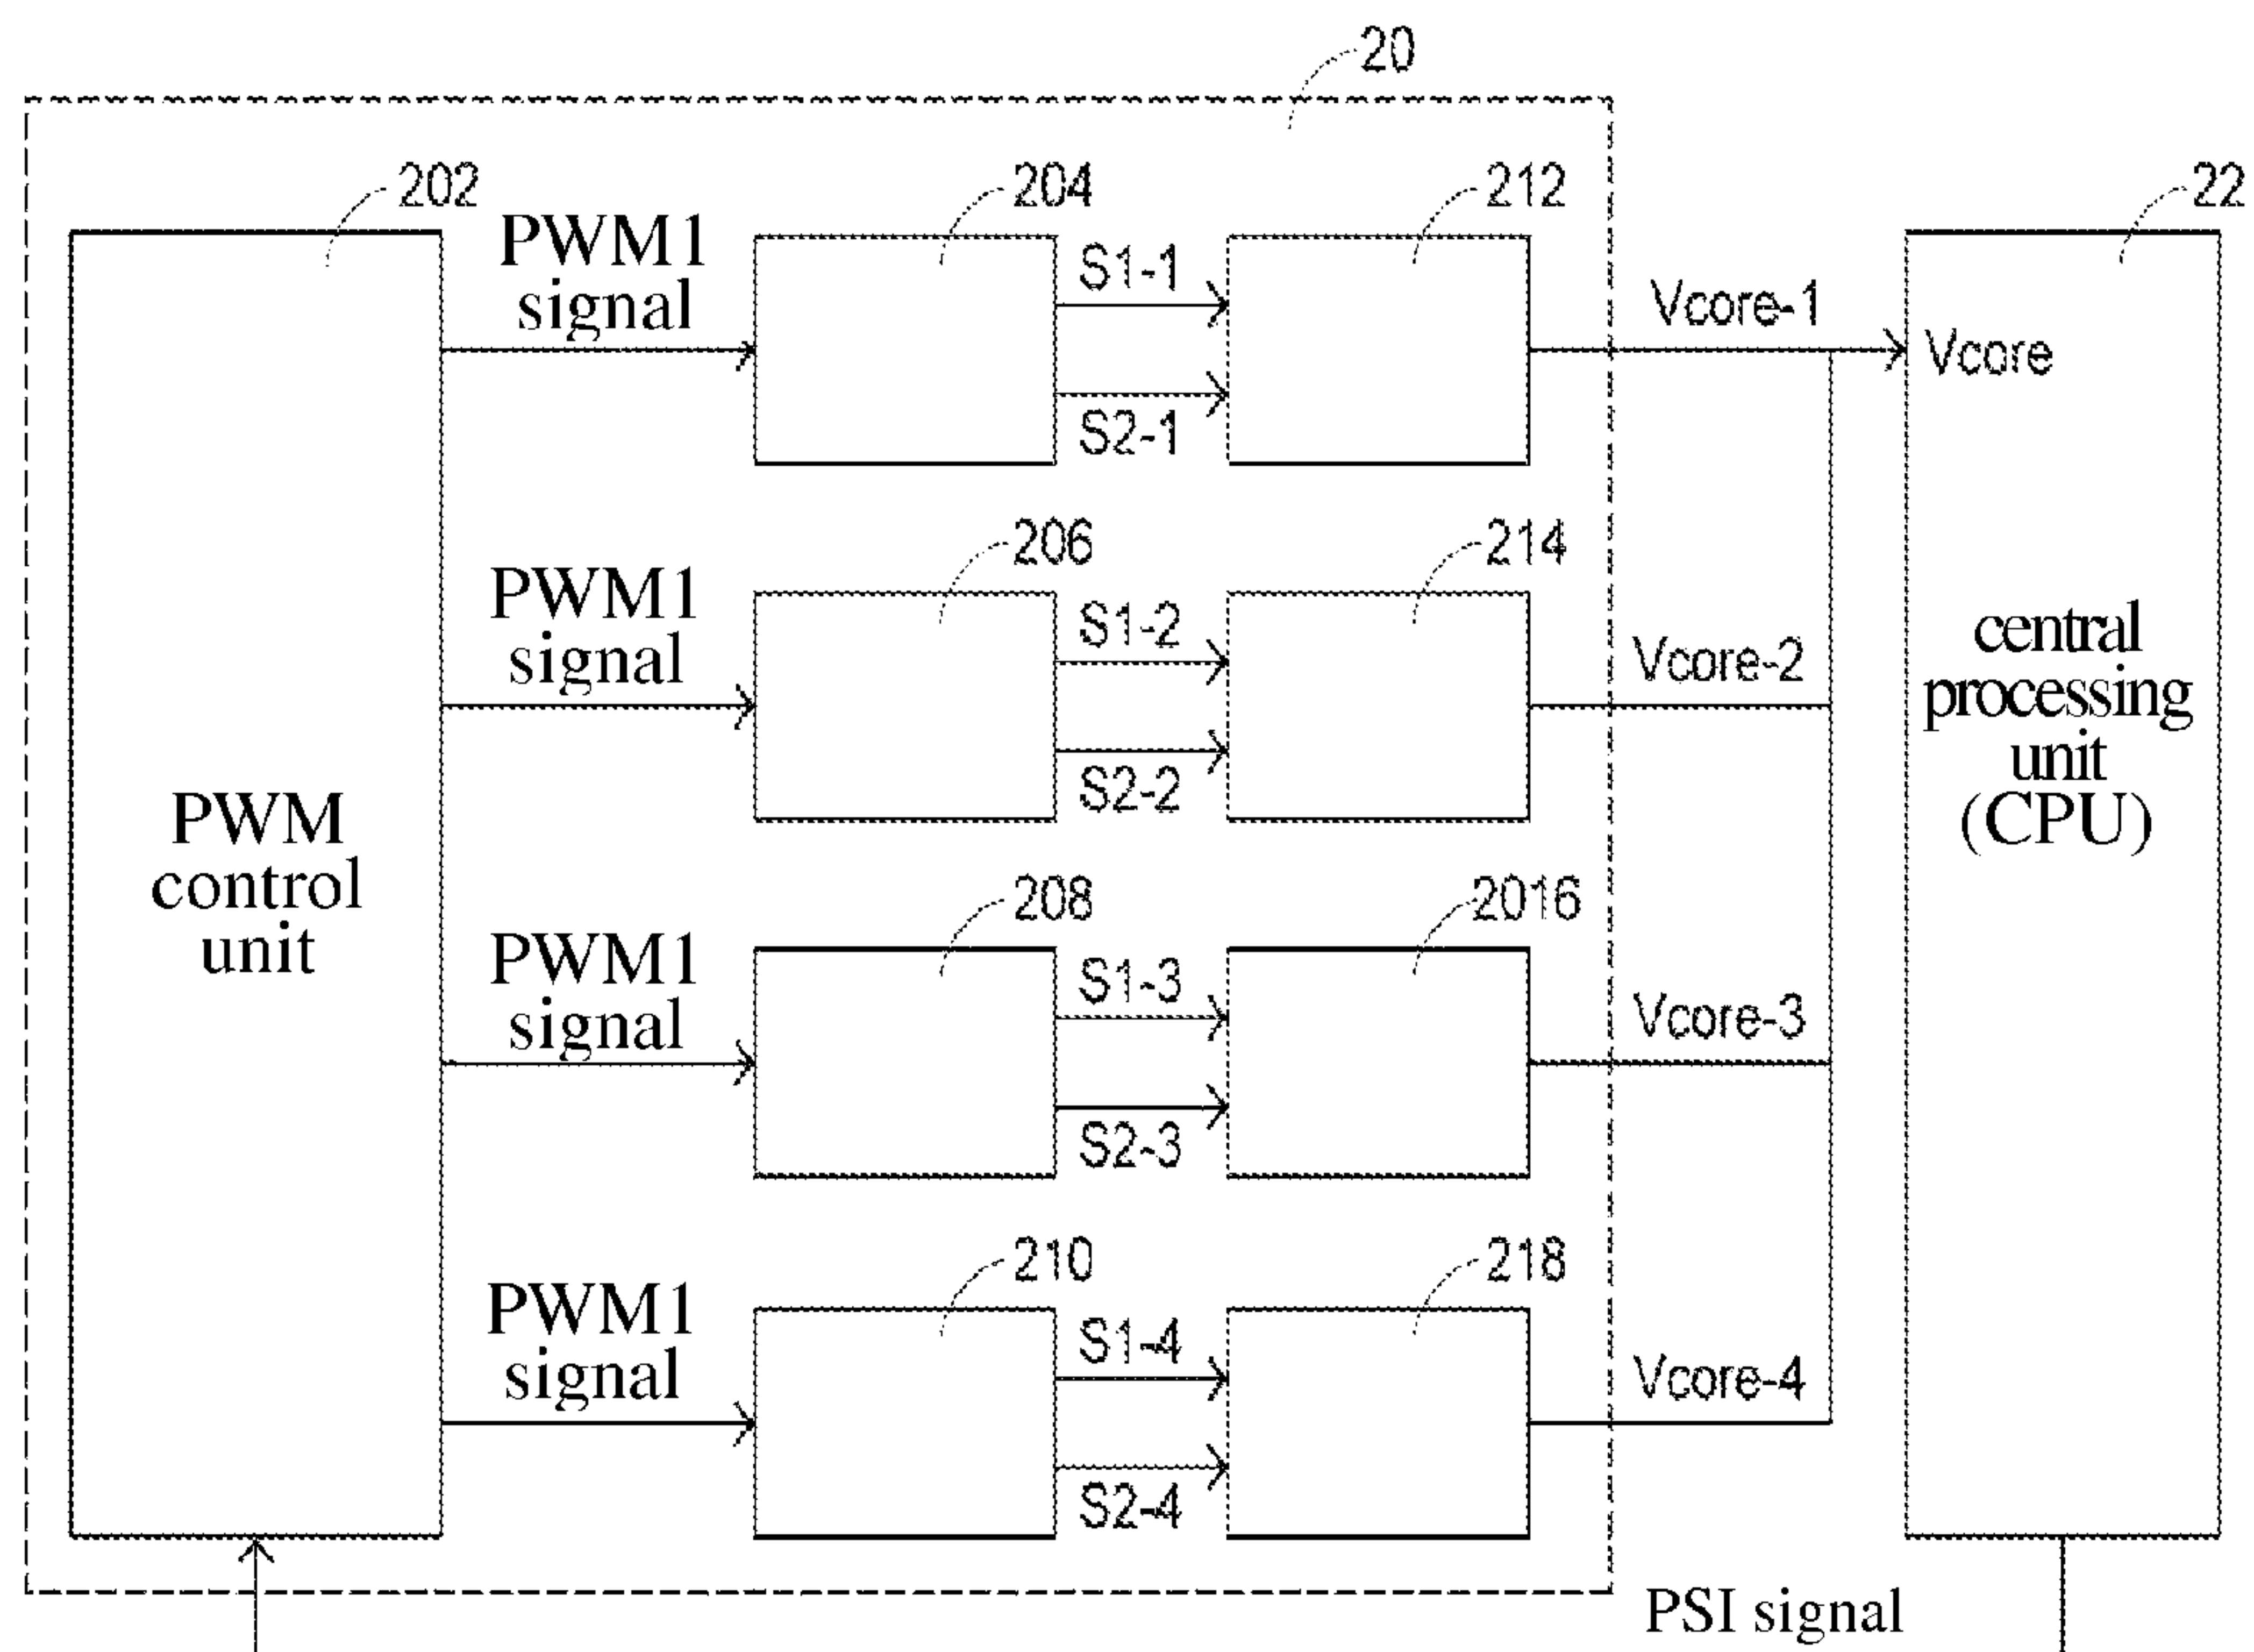 20
202
204
212
22
PWM1
signal
S1-1
S2-1
Vcore-1
Vcore
206
214
PWM1
signal
S1-2
S2-2
Vcore-2
central
processing
unit
(CPU)
PWM
control
unit
208
2016
PWM1
signal
S1-3
S2-3
Vcore-3
210
218
PWM1
signal
S1-4
S2-4
Vcore-4
PSI signal